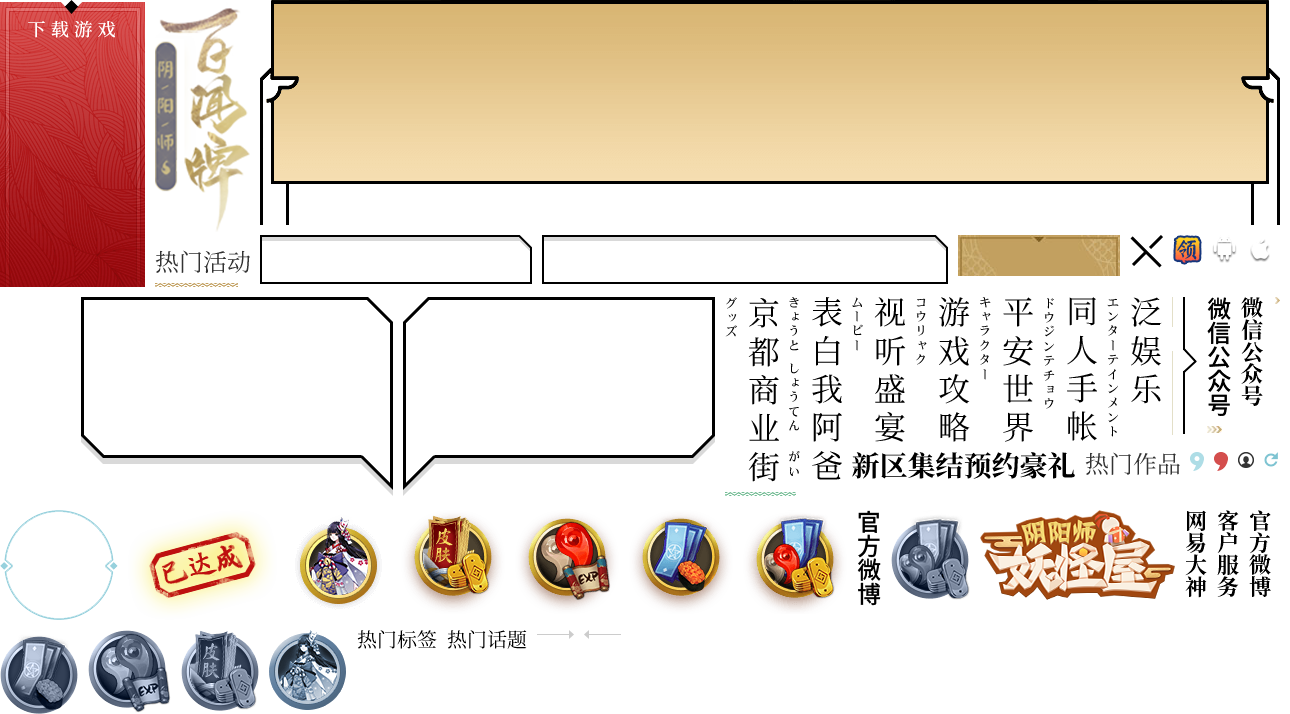 下载游戏
百闻牌
阴阳师
热门活动
领
グッズ
京都商业街
きょうと しょうてん がい
表白我阿爸
ムービー
视听盛宴
コウリャク
游戏攻略
キャラクター
平安世界
ドウジンテチョウ
同人手帐
エンターテインメント
泛娱乐
微信公众号
微信公众号
新区集结预约豪礼
热门作品
已达成
皮肤
EXP
官方微博
阴阳师
妖怪屋
网易大神
客户服务
官方微博
EXP
皮肤
热门标签
热门话题